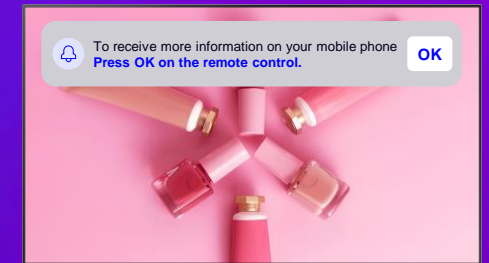 To receive more information on your mobile phone
Press OK on the remote control.
OK